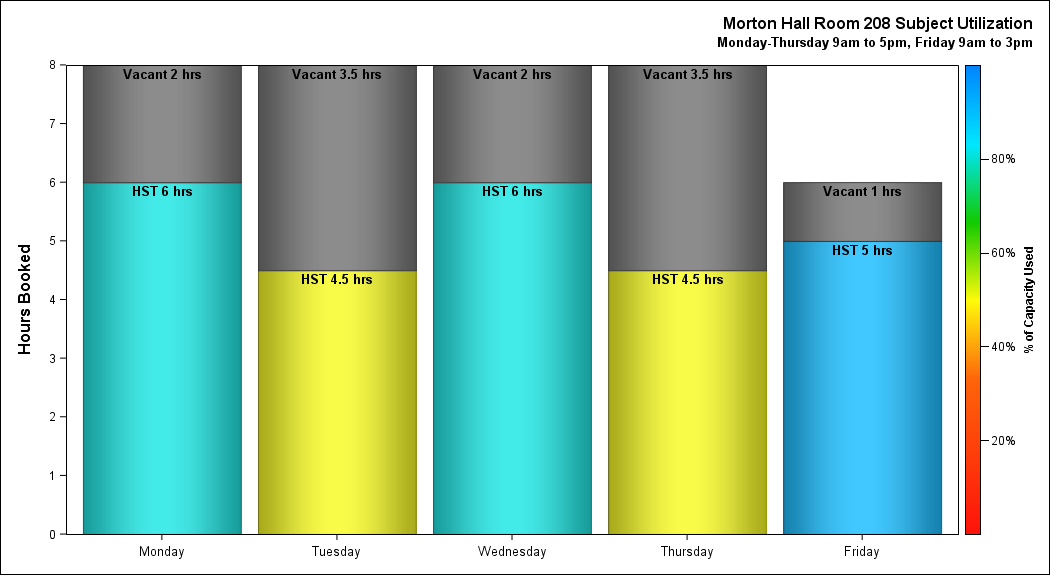 Morton Hall Room 208 Subject Utilization
Monday-Thursday 9am to 5pm, Friday 9am to 3pm
Hours Booked
8
7
6
5
4
3
2
1
0
Vacant 2 hrs
HST 6 hrs
Vacant 3.5 hrs
HST 4.5 hrs
Vacant 2 hrs
HST 6 hrs
Vacant 3.5 hrs
HST 4.5 hrs
Vacant 1 hrs
HST 5 hrs
Monday
Tuesday
Wednesday
Thursday
Friday
80%
60%
40%
20%
% of Capacity Used